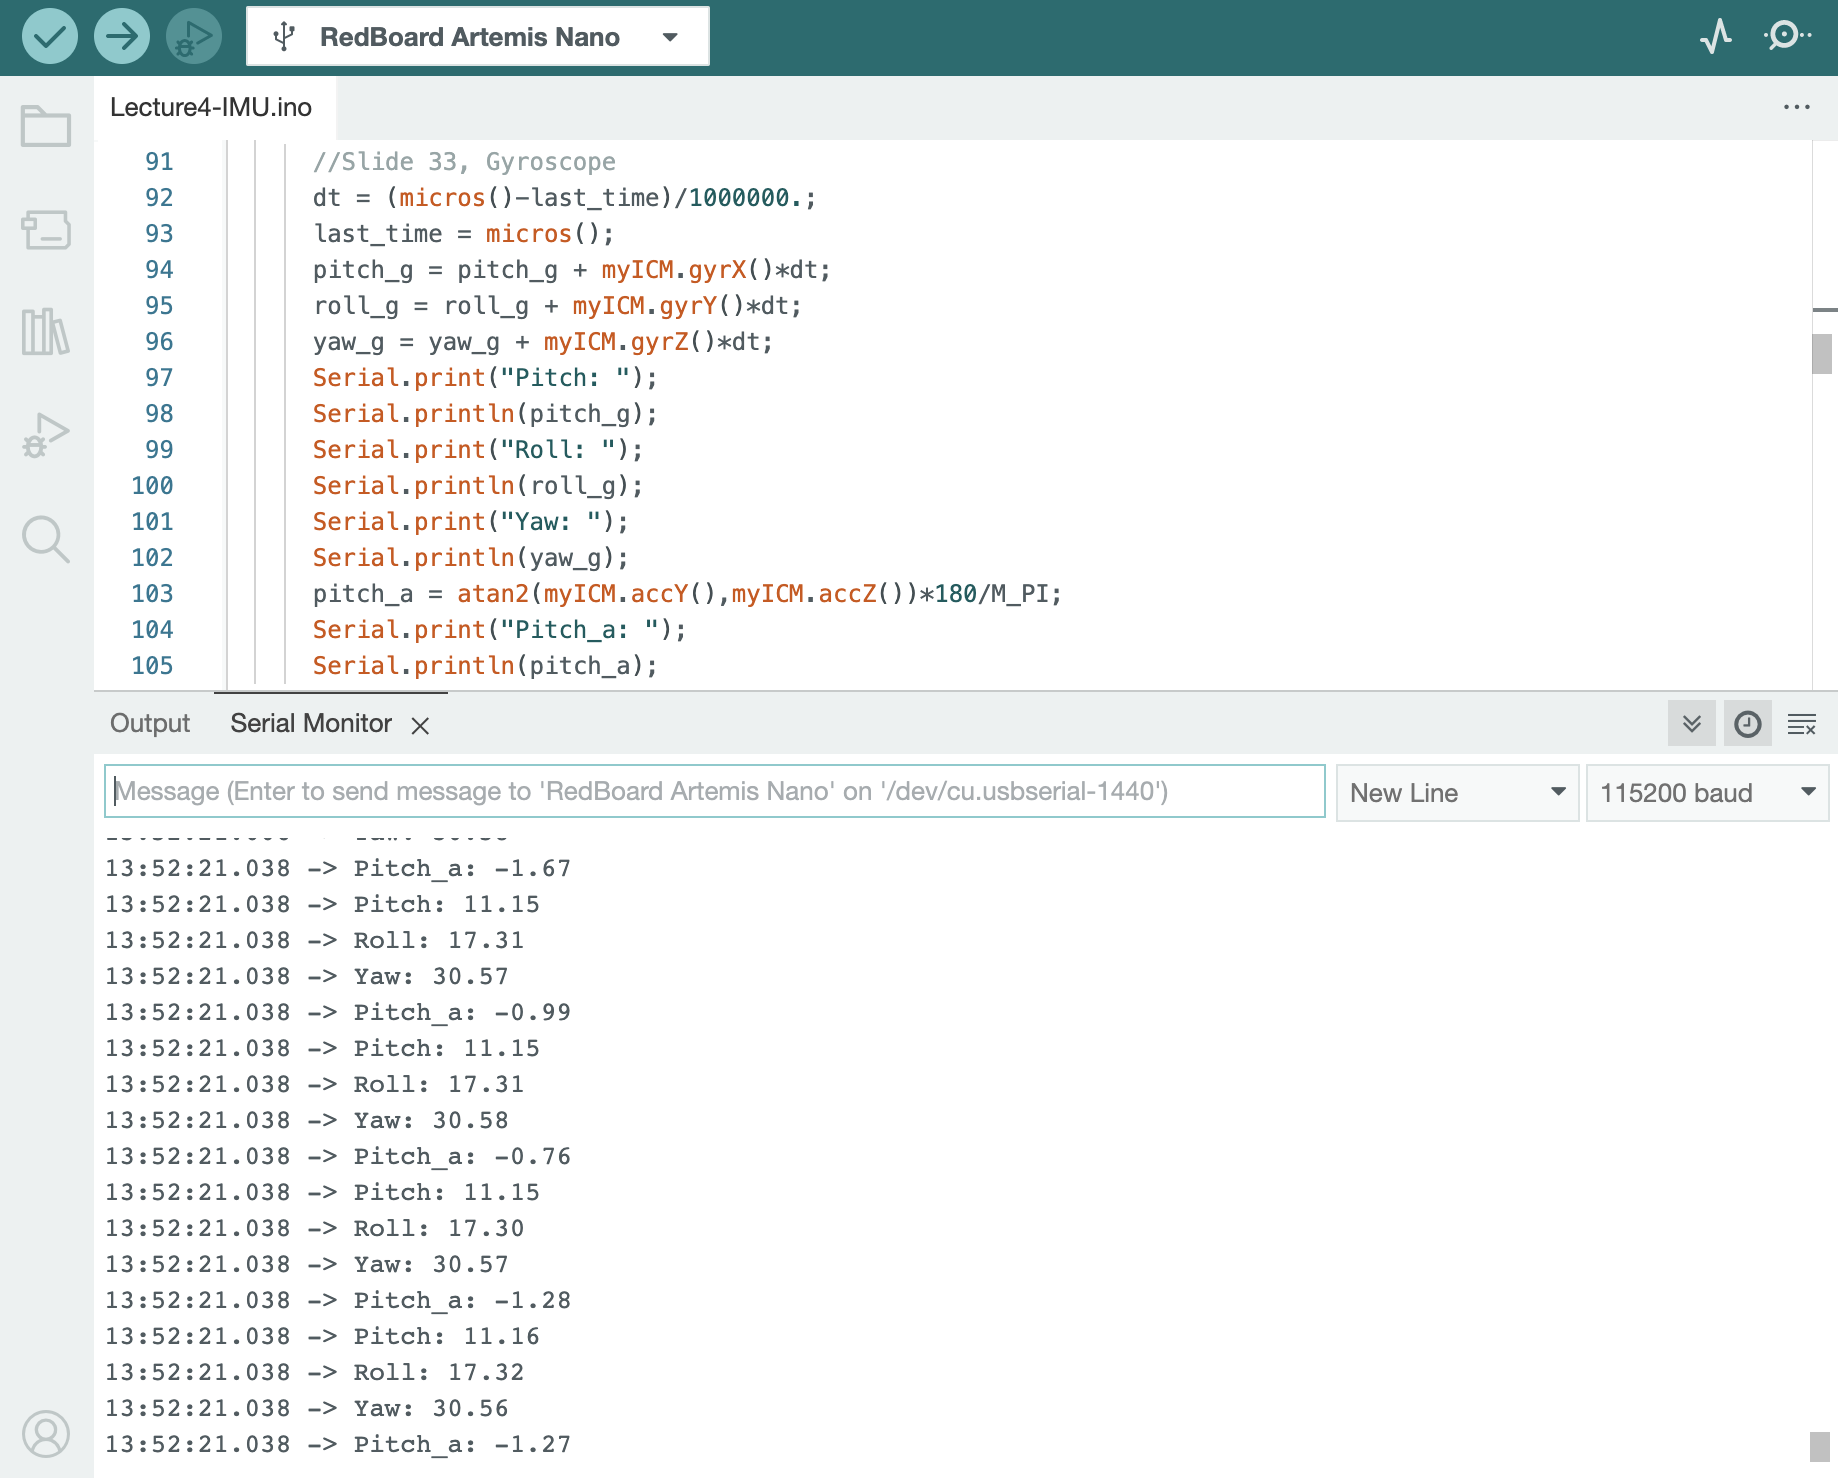 RedBoard Artemis Nano
Lecture4-IMU.ino
91 //Slide 33, Gyroscope
92 dt = (micros()-last_time)/1000000.;
93 last_time = micros();
94 pitch_g = pitch_g + myICM.gyrX()*dt;
95 roll_g = roll_g + myICM.gyrY()*dt;
96 yaw_g = yaw_g + myICM.gyrZ()*dt;
97 Serial.print("Pitch: ");
98 Serial.println(pitch_g);
99 Serial.print("Roll: ");
100 Serial.println(roll_g);
101 Serial.print("Yaw: ");
102 Serial.println(yaw_g);
103 pitch_a = atan2(myICM.accY(),myICM.accZ())*180/M_PI;
104 Serial.print("Pitch_a: ");
105 Serial.println(pitch_a);
Output Serial Monitor
Message (Enter to send message to 'RedBoard Artemis Nano' on '/dev/cu.usbserial-1440') New Line 115200 baud
13:52:21.038 -> Pitch_a: -1.67
13:52:21.038 -> Pitch: 11.15
13:52:21.038 -> Roll: 17.31
13:52:21.038 -> Yaw: 30.57
13:52:21.038 -> Pitch_a: -0.99
13:52:21.038 -> Pitch: 11.15
13:52:21.038 -> Roll: 17.31
13:52:21.038 -> Yaw: 30.58
13:52:21.038 -> Pitch_a: -0.76
13:52:21.038 -> Pitch: 11.15
13:52:21.038 -> Roll: 17.30
13:52:21.038 -> Yaw: 30.57
13:52:21.038 -> Pitch_a: -1.28
13:52:21.038 -> Pitch: 11.16
13:52:21.038 -> Roll: 17.32
13:52:21.038 -> Yaw: 30.56
13:52:21.038 -> Pitch_a: -1.27